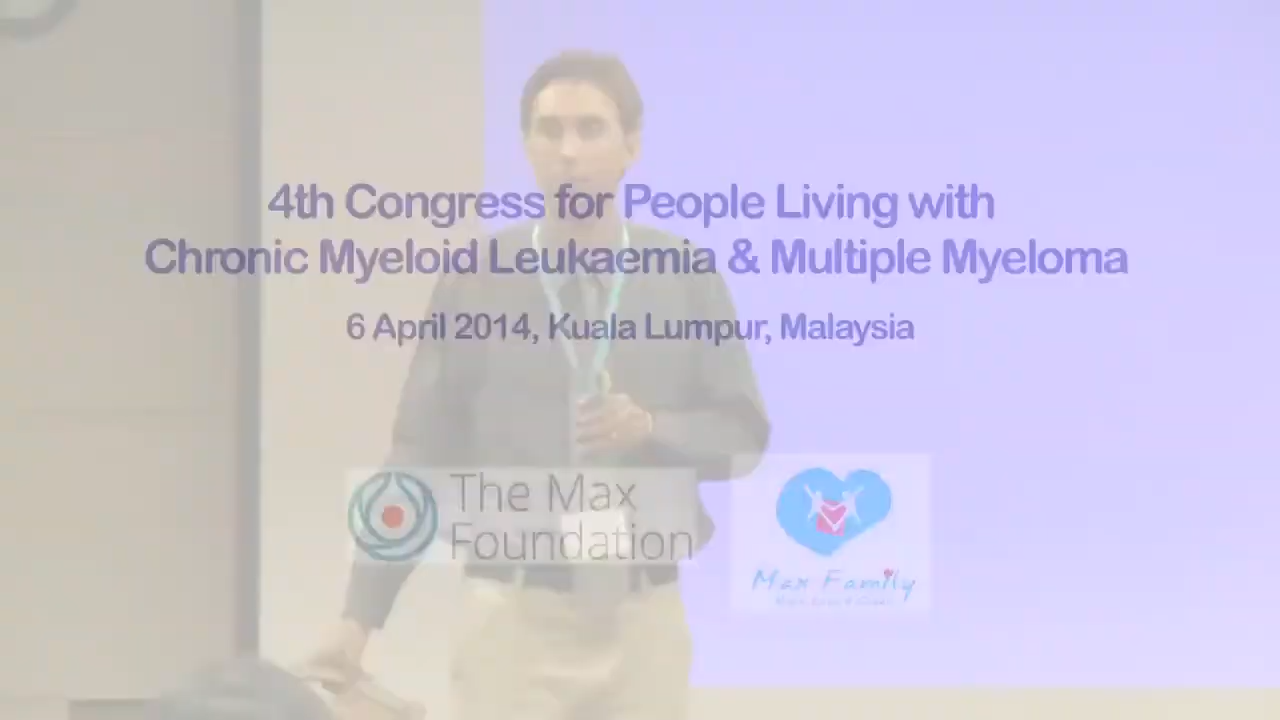 4th Congress for People Living with
Chronic Myeloid Leukaemia & Multiple Myeloma
6 April 2014, Kuala Lumpur, Malaysia
The Max
Foundation
Max Family